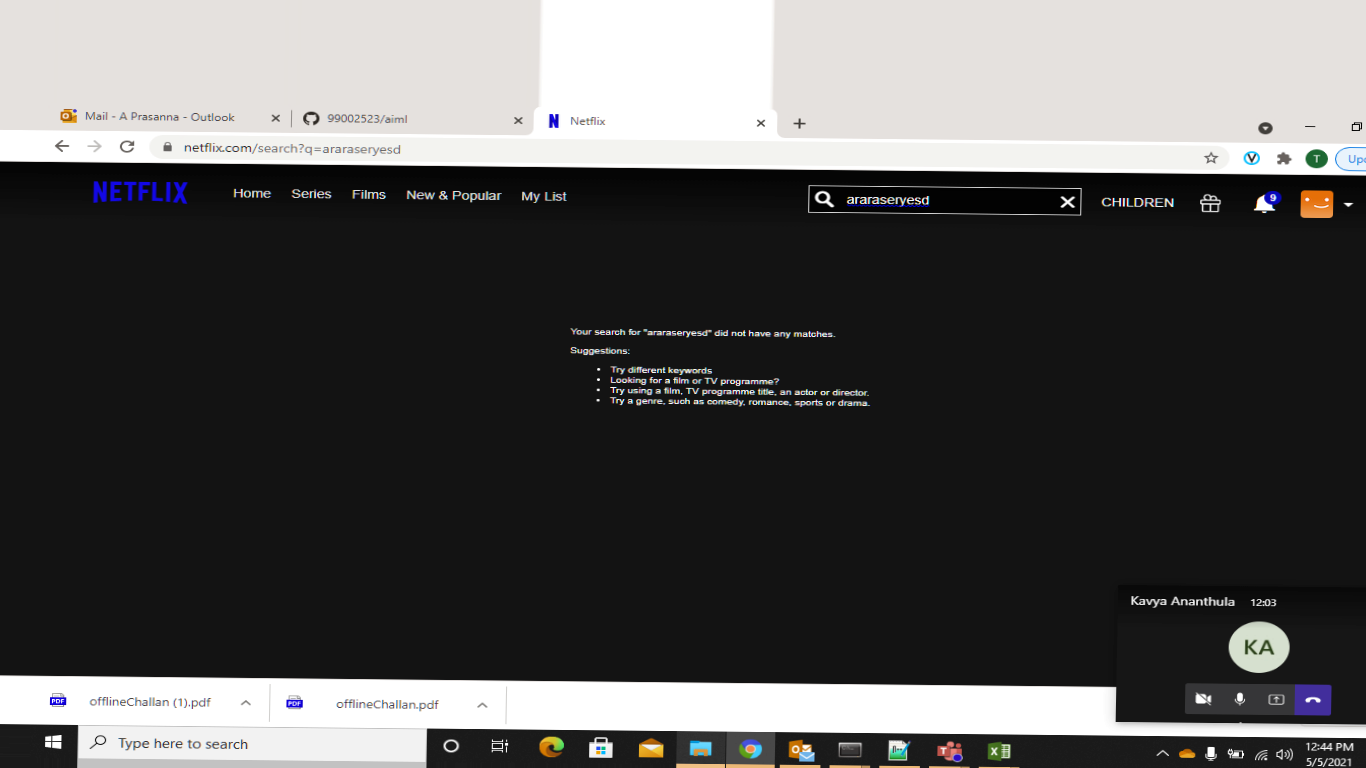 Mail - A Prasanna - Outlook
99002523/aiml
Netflix
netflix.com/search?q=araraseryesd
T
NETFLIX
Home
Series
Films
New & Popular
My List
araraseryesd
CHILDREN
9
Your search for "araraseryesd" did not have any matches.
Suggestions:
• Try different keywords
• Looking for a film or TV programme?
• Try using a film, TV programme title, an actor or director.
• Try a genre, such as comedy, romance, sports or drama.
Kavya Ananthula 12:03
KA
PDF
offlineChallan (1).pdf
PDF
offlineChallan.pdf
Type here to search
12:44 PM
5/5/2021